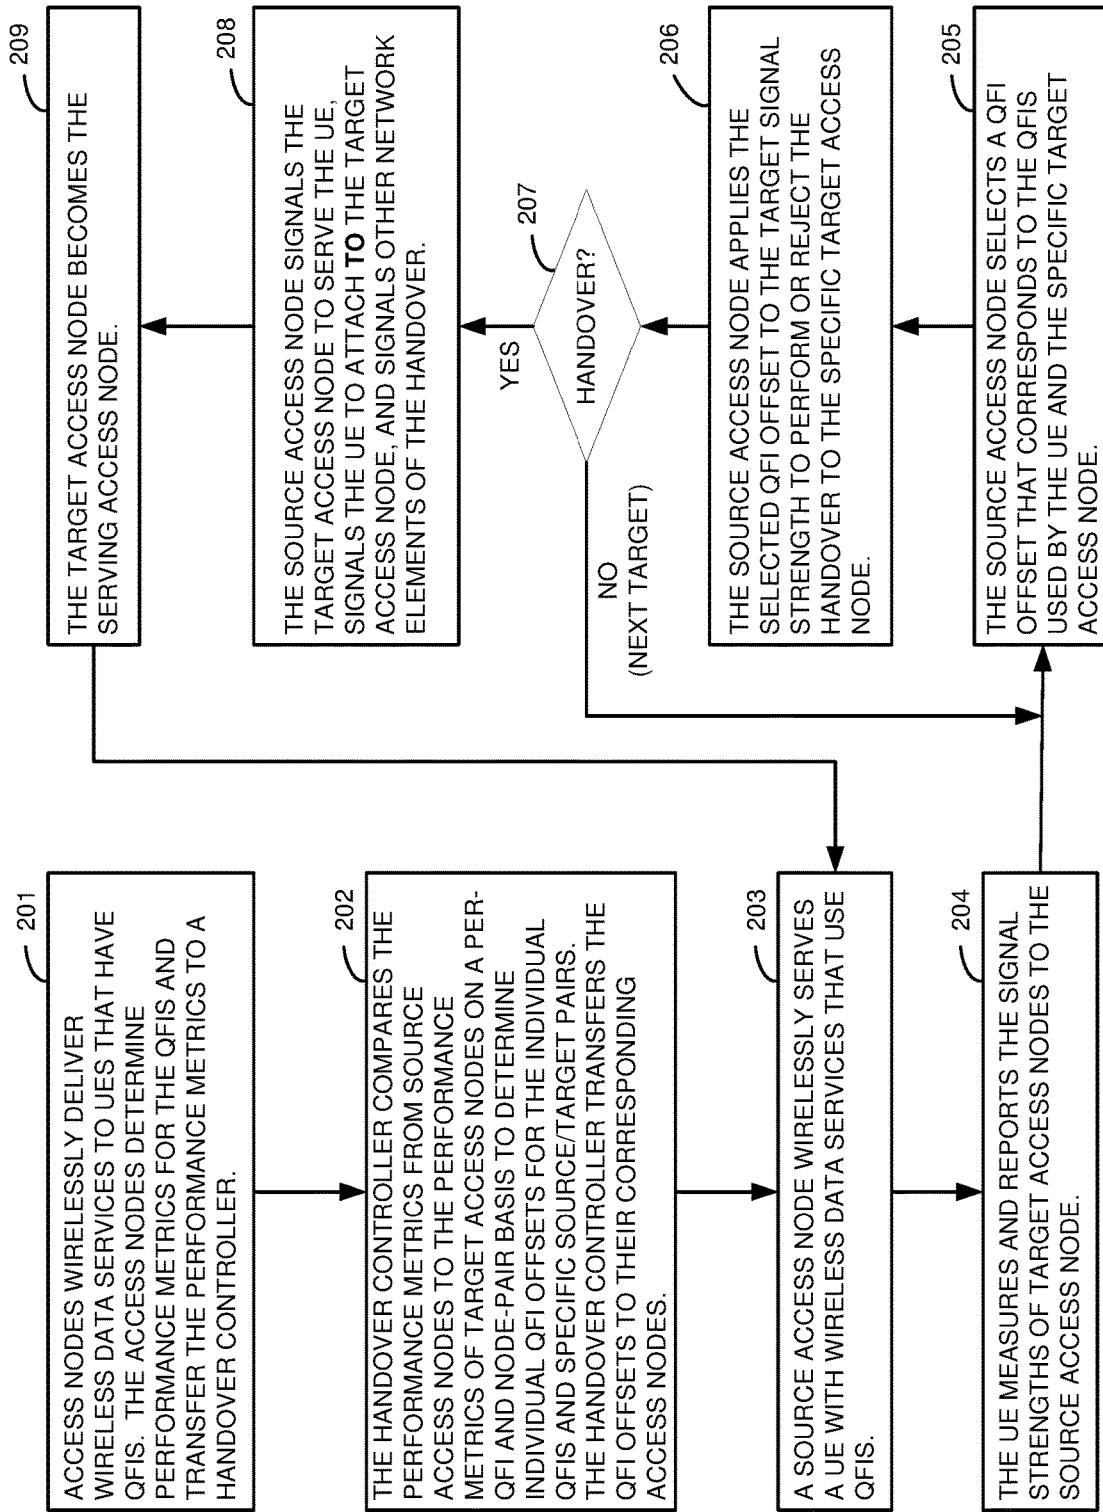 201
ACCESS NODES WIRELESSLY DELIVER
WIRELESS DATA SERVICES TO UES THAT HAVE
QFIS. THE ACCESS NODES DETERMINE
PERFORMANCE METRICS FOR THE QFIS AND
TRANSFER THE PERFORMANCE METRICS TO A
HANDOVER CONTROLLER.
202
THE HANDOVER CONTROLLER COMPARES THE
PERFORMANCE METRICS FROM SOURCE
ACCESS NODES TO THE PERFORMANCE
METRICS OF TARGET ACCESS NODES ON A PER-
QFI AND NODE-PAIR BASIS TO DETERMINE
INDIVIDUAL QFI OFFSETS FOR THE INDIVIDUAL
QFIS AND SPECIFIC SOURCE/TARGET PAIRS.
THE HANDOVER CONTROLLER TRANSFERS THE
QFI OFFSETS TO THEIR CORRESPONDING
ACCESS NODES.
203
A SOURCE ACCESS NODE WIRELESSLY SERVES
A UE WITH WIRELESS DATA SERVICES THAT USE
QFIS.
204
THE UE MEASURES AND REPORTS THE SIGNAL
STRENGTHS OF TARGET ACCESS NODES TO THE
SOURCE ACCESS NODE.
205
THE SOURCE ACCESS NODE SELECTS A QFI
OFFSET THAT CORRESPONDS TO THE QFIS
USED BY THE UE AND THE SPECIFIC TARGET
ACCESS NODE.
206
THE SOURCE ACCESS NODE APPLIES THE
SELECTED QFI OFFSET TO THE TARGET SIGNAL
STRENGTH TO PERFORM OR REJECT THE
HANDOVER TO THE SPECIFIC TARGET ACCESS
NODE.
207
HANDOVER?
NO
(NEXT TARGET)
YES
208
THE SOURCE ACCESS NODE SIGNALS THE
TARGET ACCESS NODE TO SERVE THE UE,
SIGNALS THE UE TO ATTACH TO THE TARGET
ACCESS NODE, AND SIGNALS OTHER NETWORK
ELEMENTS OF THE HANDOVER.
209
THE TARGET ACCESS NODE BECOMES THE
SERVING ACCESS NODE.